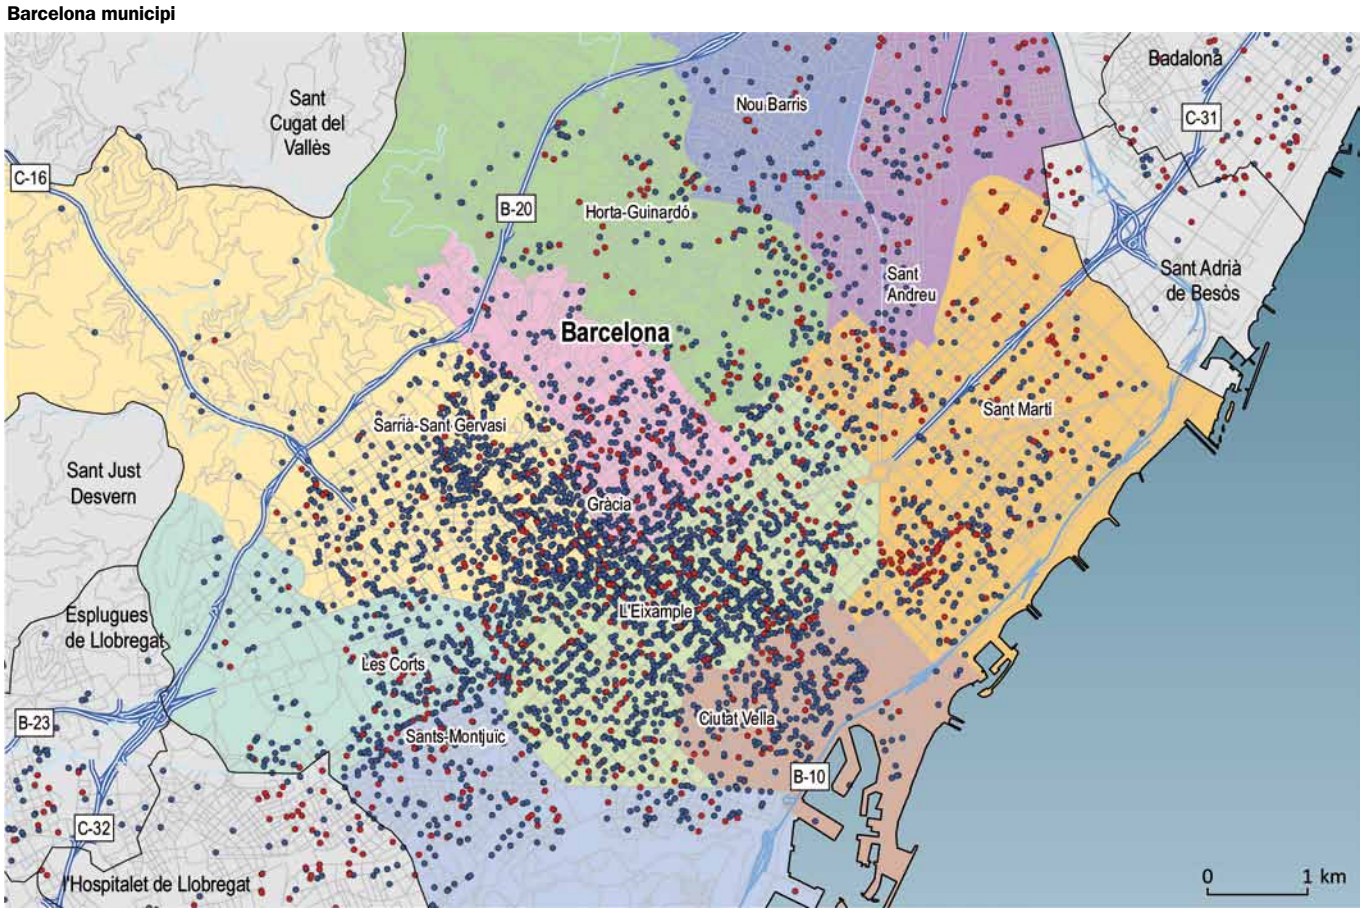 Barcelona municipi
Badalona
Sant
Cugat del
Vallès
Nou Barris
C-31
C-16
B-20
Horta-Guinardó
Sant
Andreu
Sant Adrià
de Besòs
Barcelona
Sant Martí
Sarrià-Sant Gervasi
Sant Just
Desvern
Gràcia
L'Eixample
Esplugues
de Llobregat
Les Corts
B-23
Ciutat Vella
Sants-Montjuïc
B-10
C-32
l'Hospitalet de Llobregat
0 1 km